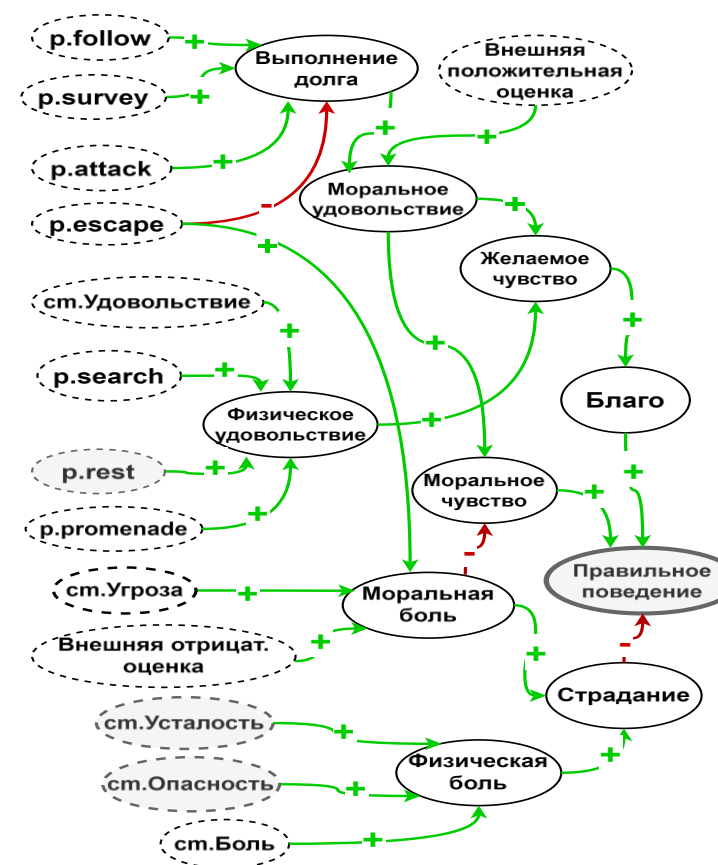 p.follow
Выполнение
долга
Внешняя
положительная
оценка
p.survey
p.attack
Моральное
удовольствие
p.escape
Желаемое
чувство
cm.Удовольствие
p.search
Благо
Физическое
удовольствие
p.rest
Моральное
чувство
p.promenade
Правильное
поведение
cm.Угроза
Моральная
боль
Внешняя отрицат.
оценка
Страдание
cm.Усталость
Физическая
боль
cm.Опасность
cm.Боль
+
+
+
-
+
+
+
+
+
+
+
+
+
+
+
+
+
+
-
+
+
+
-
+
+
+
+